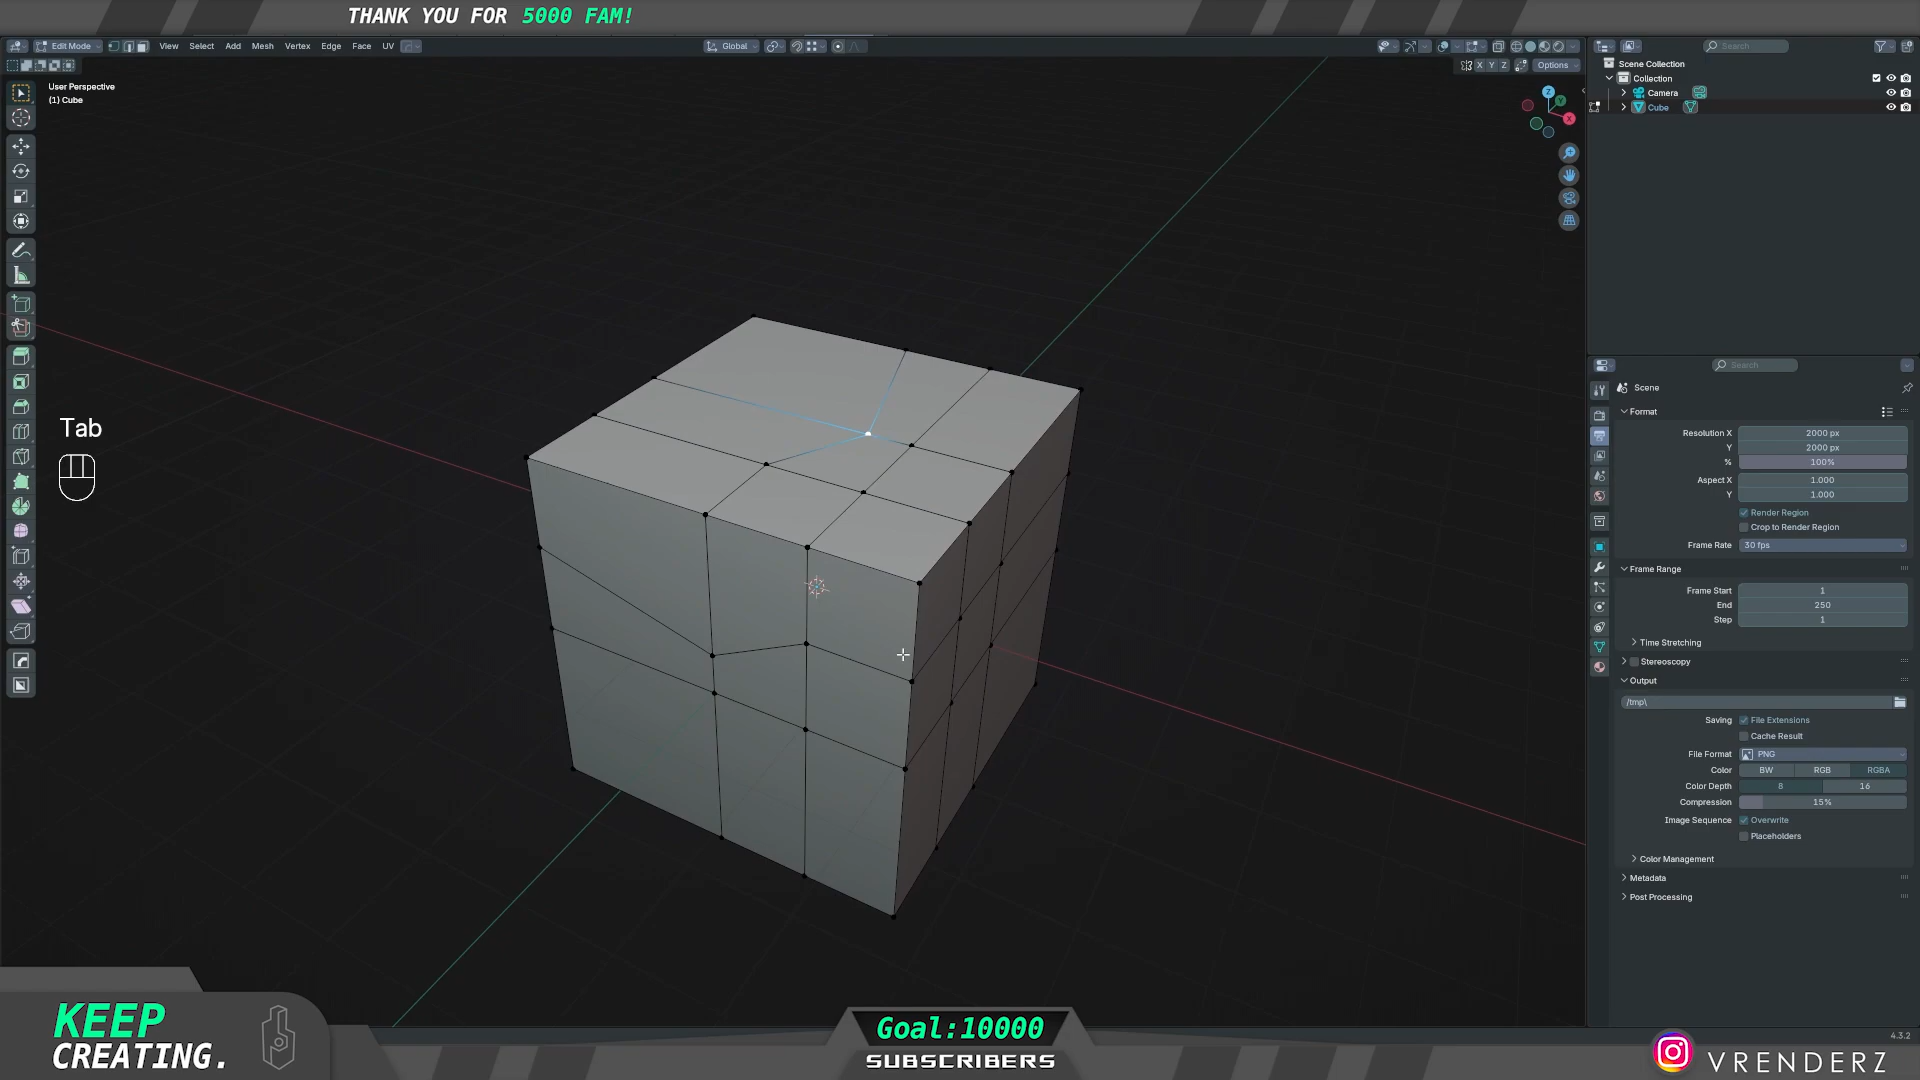 THANK YOU FOR 5000 FAM!
Edit Mode
View
Select
Add
Mesh
Vertex
Edge
Face
UV
Global
X
Y
Z
Options
User Perspective
(1) Cube
Z
Y
X
Search
Scene Collection
Collection
Camera
Cube
Tab
Search
Scene
Format
Resolution X 2000 px
Y 2000 px
% 100%
Aspect X 1.000
Y 1.000
Render Region
Crop to Render Region
Frame Rate 30 fps
Frame Range
Frame Start 1
End 250
Step 1
Time Stretching
Stereoscopy
Output
/tmp\
Saving File Extensions
Cache Result
File Format PNG
Color BW RGB RGBA
Color Depth 8 16
Compression 15%
Image Sequence Overwrite
Placeholders
Color Management
Metadata
Post Processing
4.3.2
KEEP
CREATING.
Goal:10000
SUBSCRIBERS
VRENDERZ